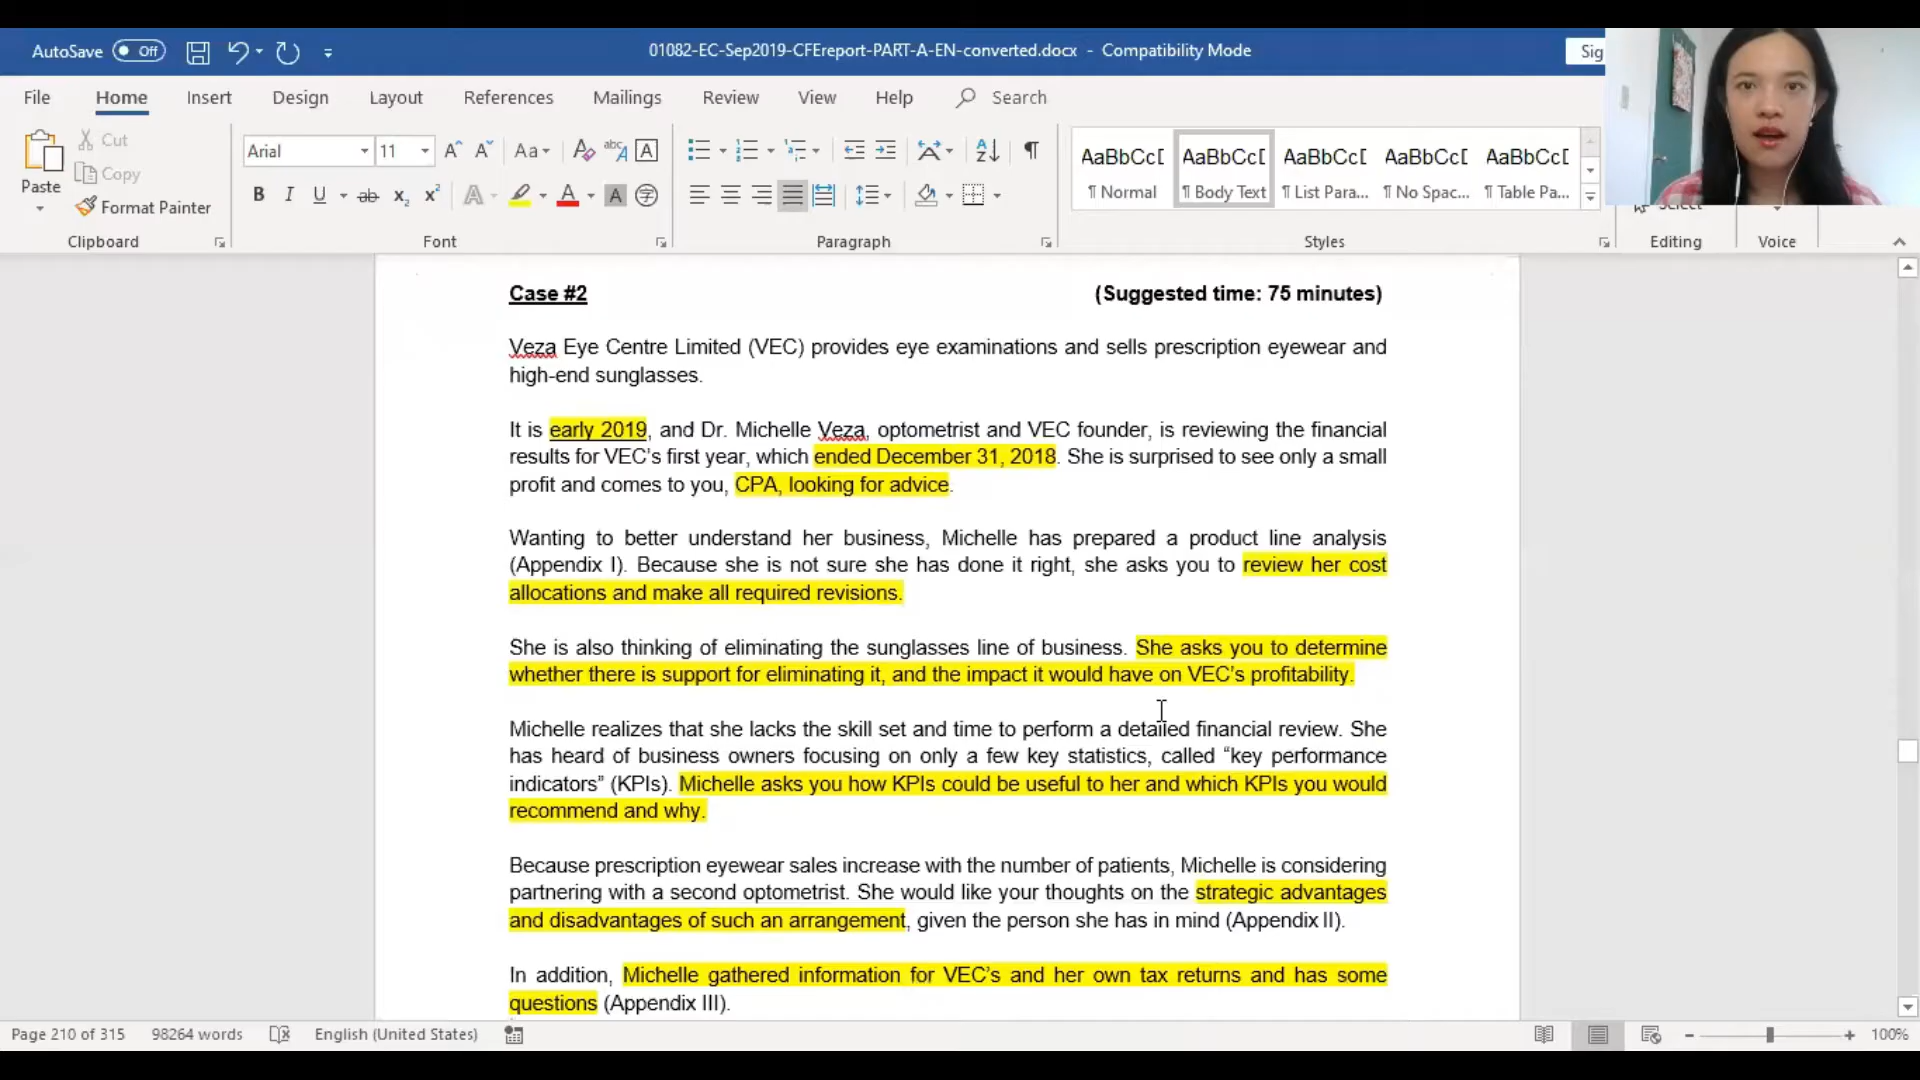 AutoSave Off 01082-EC-Sep2019-CFEreport-PART-A-EN-converted.docx - Compatibility Mode Sig
File Home Insert Design Layout References Mailings Review View Help Search
Paste Cut Copy Format Painter
Arial 11
AaBbCcD AaBbCcD AaBbCcD AaBbCcD AaBbCcD
¶ Normal ¶ Body Text ¶ List Para... ¶ No Spac... ¶ Table Pa...
Clipboard Font Paragraph Styles Editing Voice
Case #2 (Suggested time: 75 minutes)
Veza Eye Centre Limited (VEC) provides eye examinations and sells prescription eyewear and
high-end sunglasses.
It is early 2019, and Dr. Michelle Veza, optometrist and VEC founder, is reviewing the financial
results for VEC's first year, which ended December 31, 2018. She is surprised to see only a small
profit and comes to you, CPA, looking for advice.
Wanting to better understand her business, Michelle has prepared a product line analysis
(Appendix I). Because she is not sure she has done it right, she asks you to review her cost
allocations and make all required revisions.
She is also thinking of eliminating the sunglasses line of business. She asks you to determine
whether there is support for eliminating it, and the impact it would have on VEC's profitability.
Michelle realizes that she lacks the skill set and time to perform a detailed financial review. She
has heard of business owners focusing on only a few key statistics, called “key performance
indicators” (KPIs). Michelle asks you how KPIs could be useful to her and which KPIs you would
recommend and why.
Because prescription eyewear sales increase with the number of patients, Michelle is considering
partnering with a second optometrist. She would like your thoughts on the strategic advantages
and disadvantages of such an arrangement, given the person she has in mind (Appendix II).
In addition, Michelle gathered information for VEC's and her own tax returns and has some
questions (Appendix III).
Page 210 of 315 98264 words English (United States) 100%